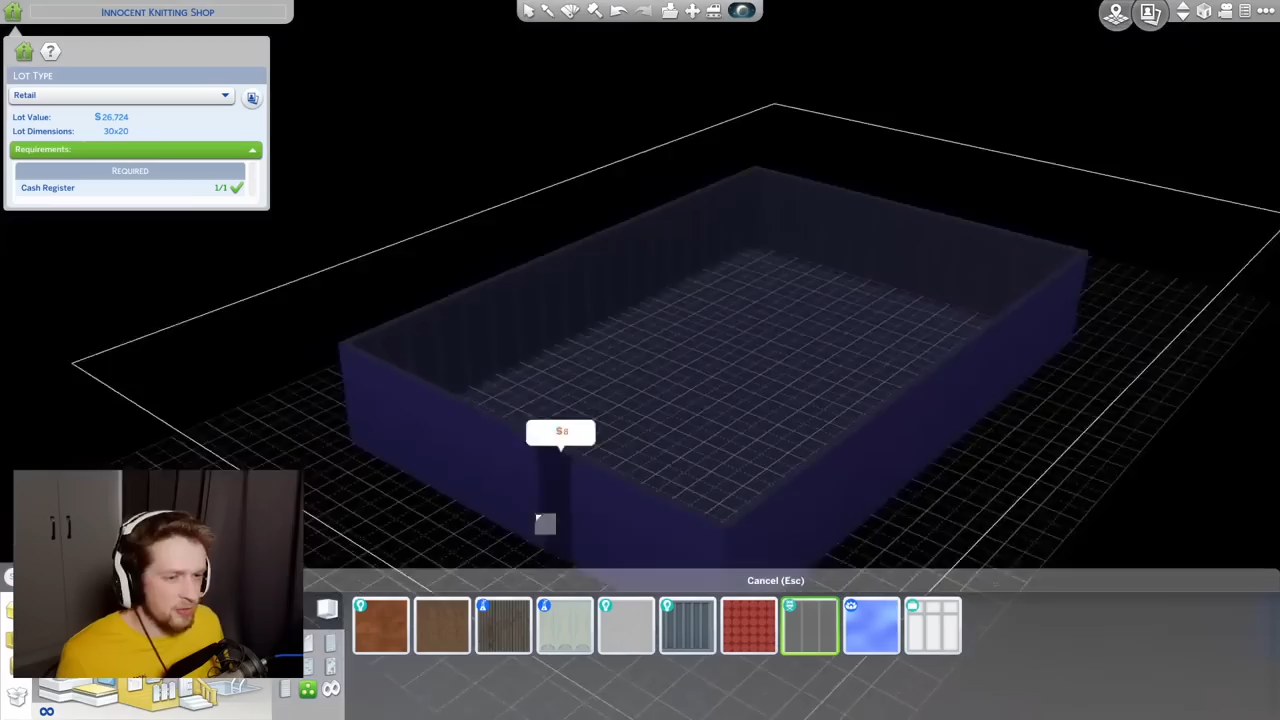 Innocent Knitting Shop
Lot Type
Retail
Lot Value: §26,724
Lot Dimensions: 30x20
Requirements:
Required
Cash Register 1/1
§8
Cancel (Esc)